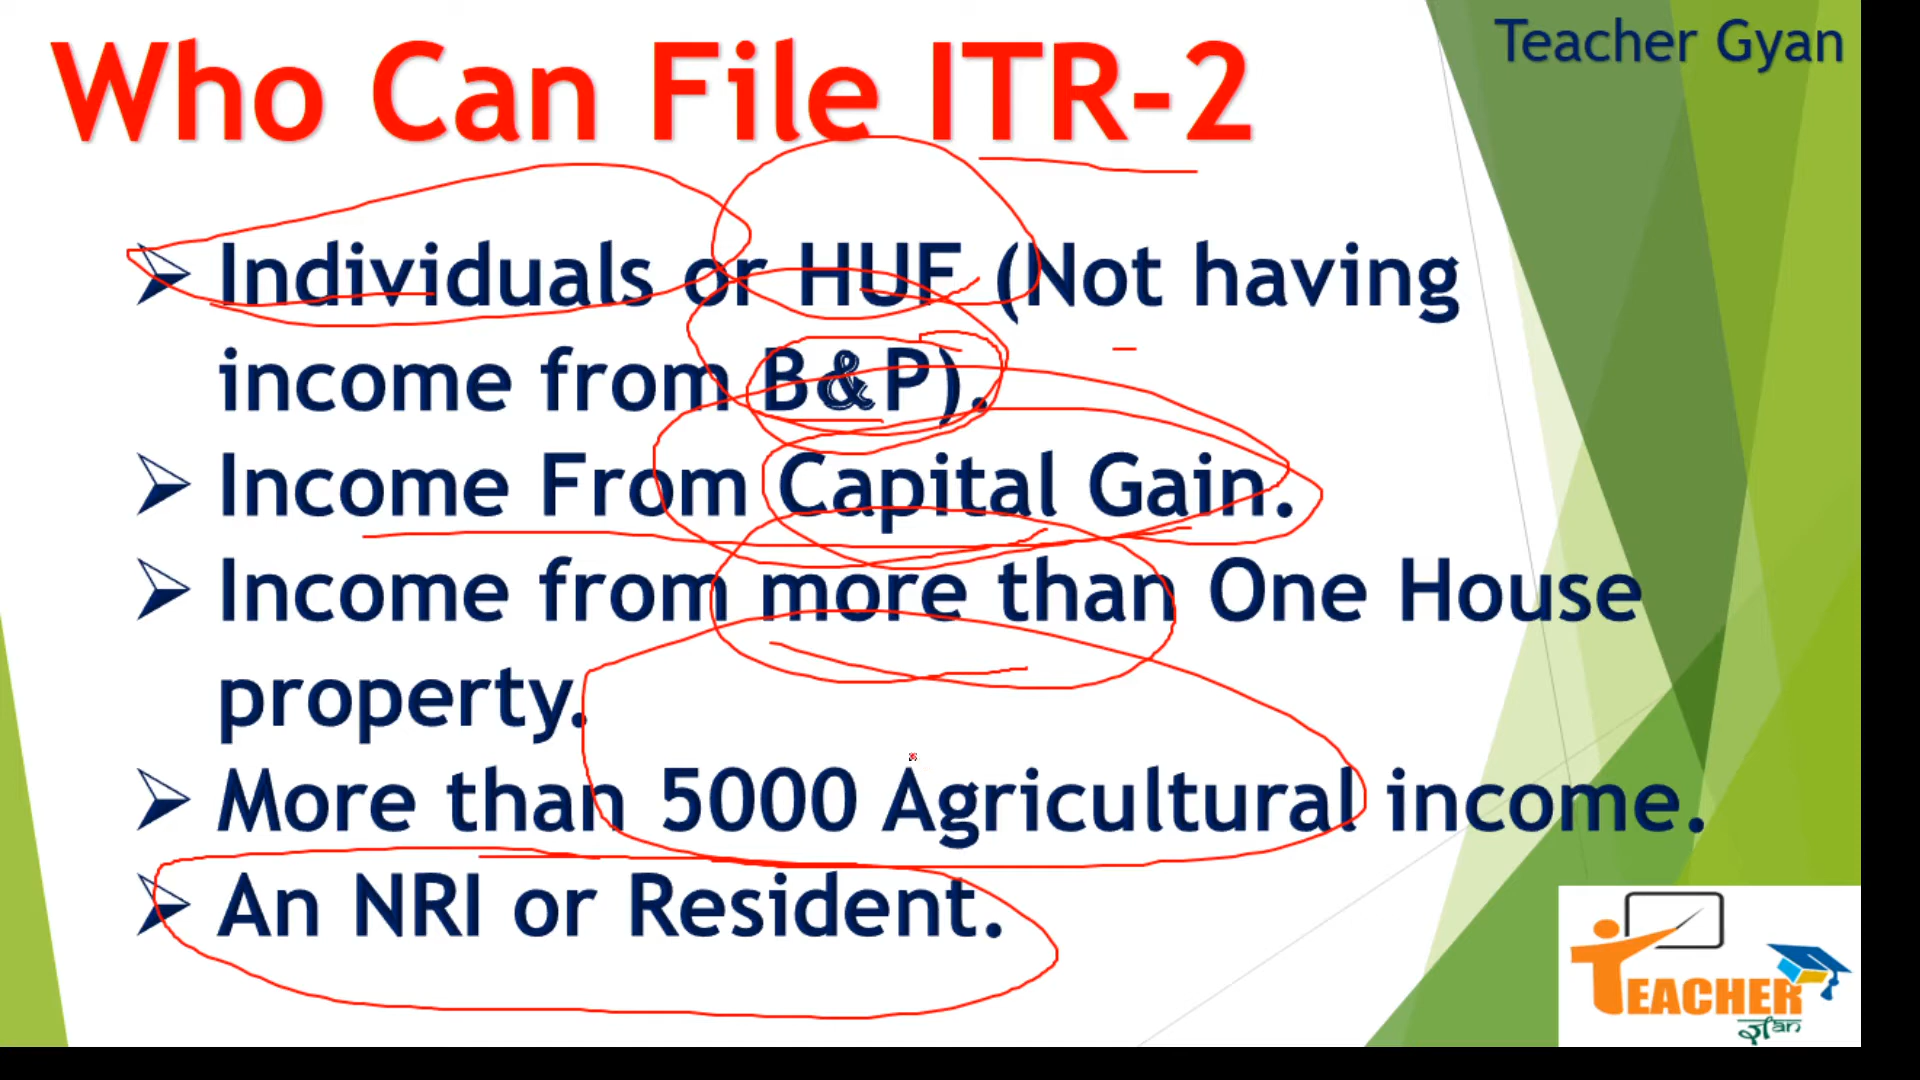 Teacher Gyan
Who Can File ITR-2
Individuals or HUF (Not having
income from B&P).
Income From Capital Gain.
Income from more than One House
property.
More than 5000 Agricultural income.
An NRI or Resident.
TEACHER
ज्ञान